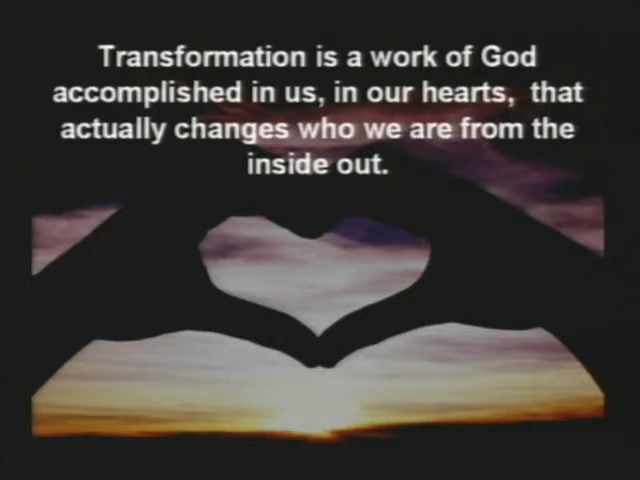 Transformation is a work of God
accomplished in us, in our hearts,  that
actually changes who we are from the
inside out.